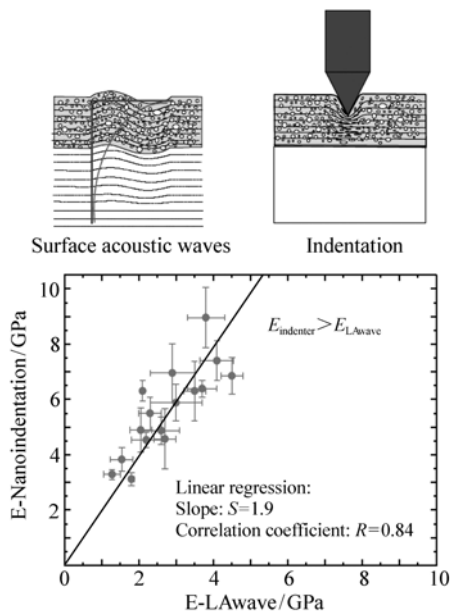 Surface acoustic waves
Indentation
10
8
6
4
2
0
2
4
6
8
10
E-Nanoindentation/GPa
E-LAwave/GPa
E_indenter>E_LAwave
Linear regression:
Slope: S=1.9
Correlation coefficient: R=0.84